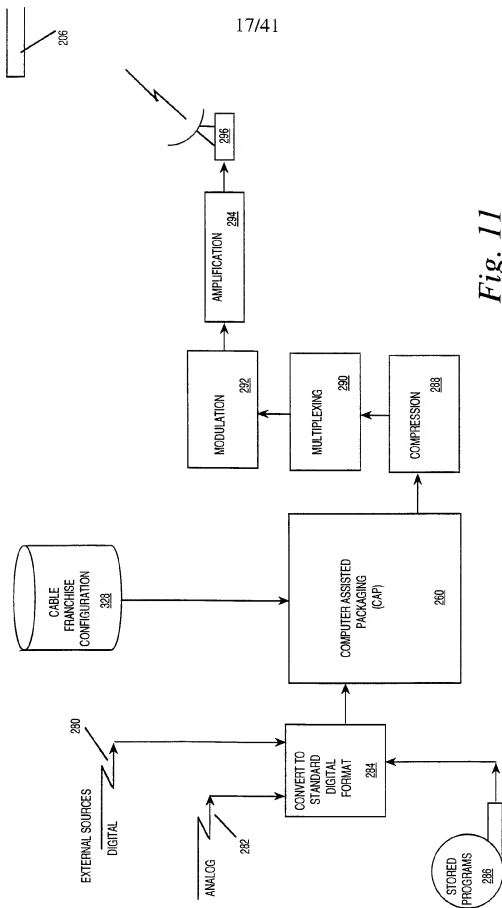 17/41
206
296
AMPLIFICATION
294
MODULATION
292
MULTIPLEXING
290
COMPRESSION
288
CABLE
FRANCHISE
CONFIGURATION
328
COMPUTER ASSISTED
PACKAGING
(CAP)
260
EXTERNAL SOURCES
DIGITAL
280
ANALOG
282
CONVERT TO
STANDARD
DIGITAL
FORMAT
284
STORED
PROGRAMS
286
Fig. 11